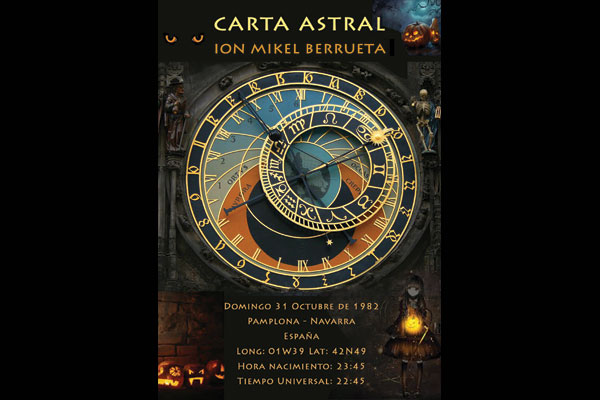 CARTA ASTRAL
ION MIKEL BERRUETA
DOMINGO 31 OCTUBRE DE 1982
PAMPLONA - NAVARRA
ESPAÑA
LONG: 01W39 LAT: 42N49
HORA NACIMIENTO: 23:45
TIEMPO UNIVERSAL: 22:45